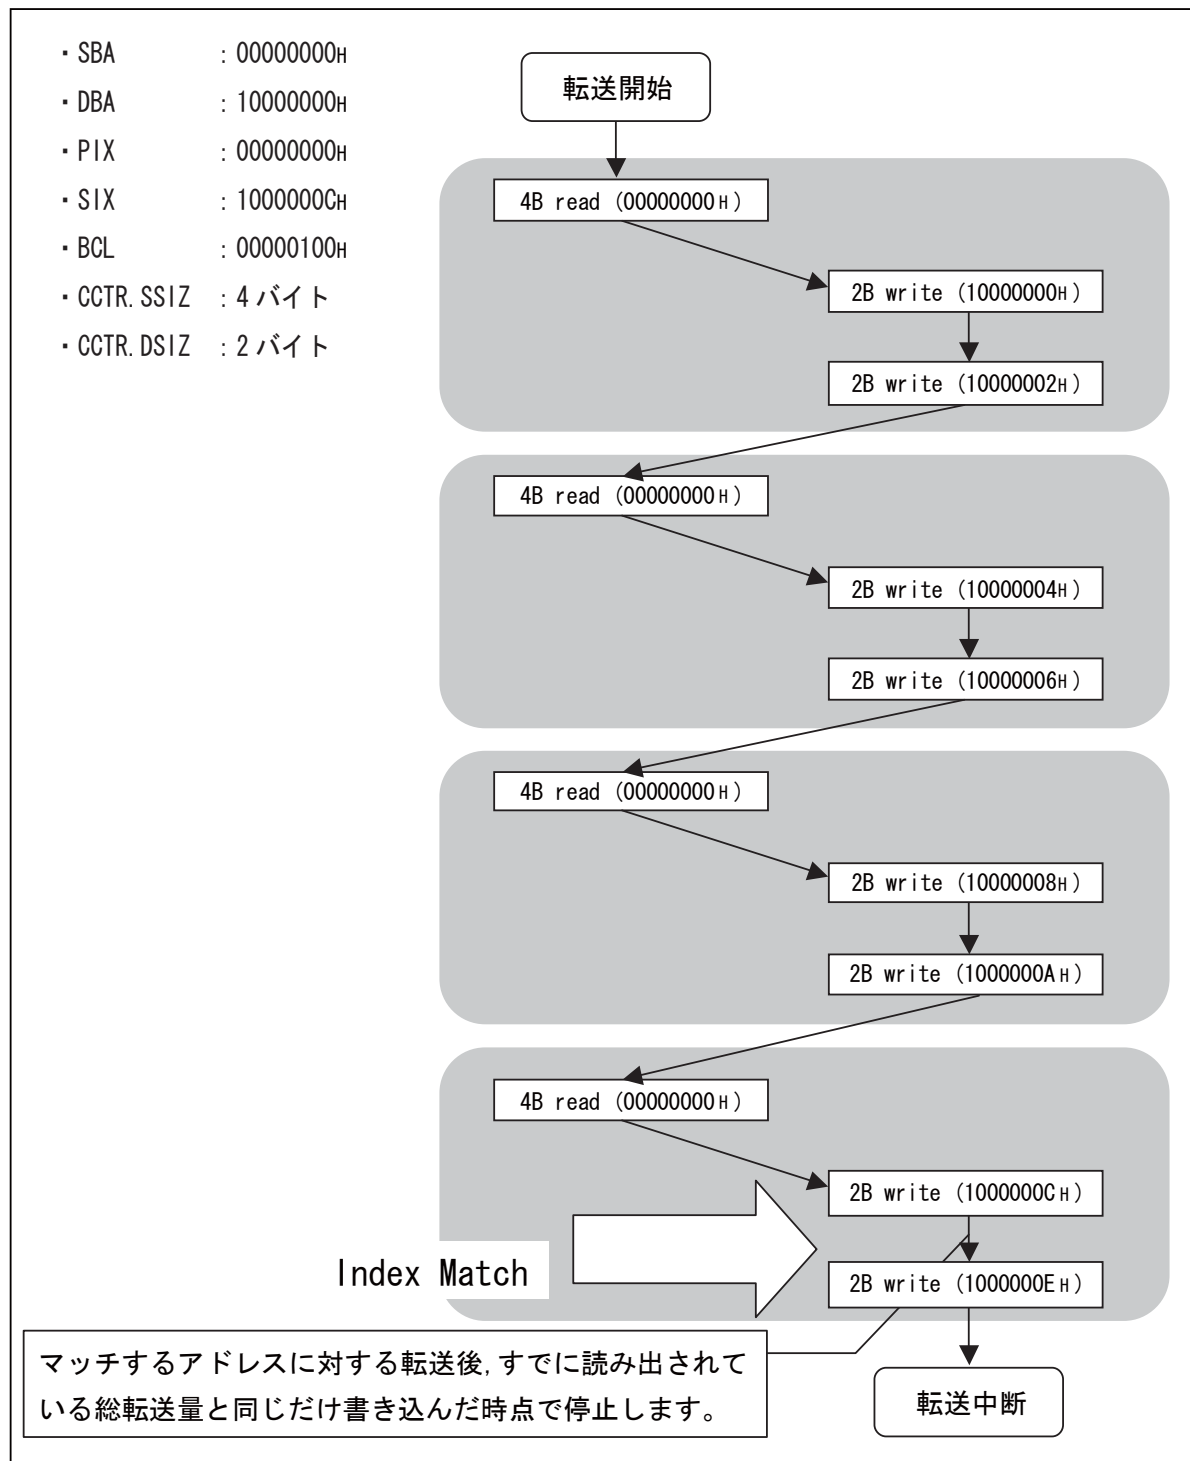 ・SBA : 00000000H
・DBA : 10000000H
・PIX : 00000000H
・SIX : 1000000CH
・BCL : 00000100H
・CCTR.SSIZ : 4 バイト
・CCTR.DSIZ : 2 バイト
転送開始
4B read (00000000H)
2B write (10000000H)
2B write (10000002H)
4B read (00000000H)
2B write (10000004H)
2B write (10000006H)
4B read (00000000H)
2B write (10000008H)
2B write (1000000AH)
4B read (00000000H)
2B write (1000000CH)
Index Match
2B write (1000000EH)
マッチするアドレスに対する転送後,すでに読み出されて
いる総転送量と同じだけ書き込んだ時点で停止します。
転送中断